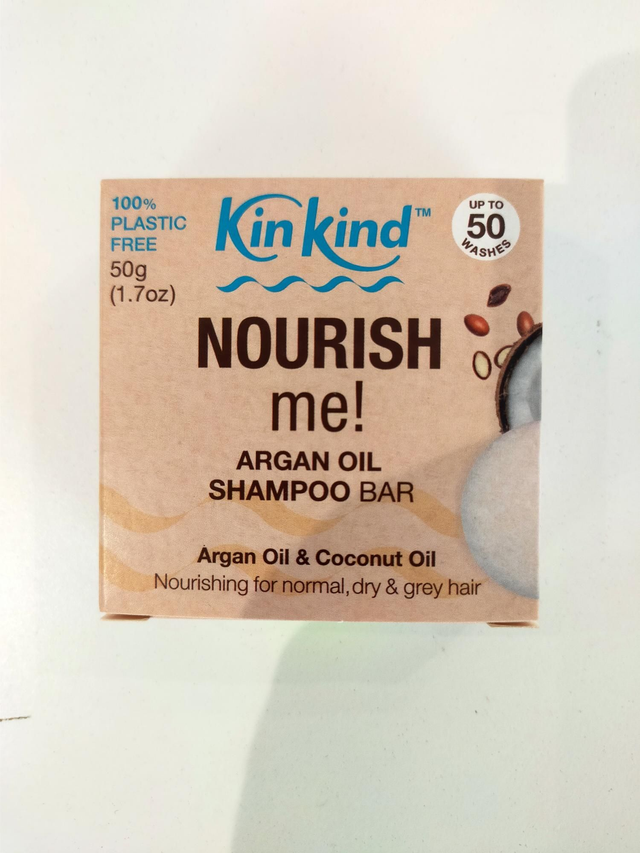 100%
PLASTIC
FREE
50g
(1.7oz)
KinKind™
UP TO
50
WASHES
NOURISH
me!
ARGAN OIL
SHAMPOO BAR
Argan Oil & Coconut Oil
Nourishing for normal, dry & grey hair